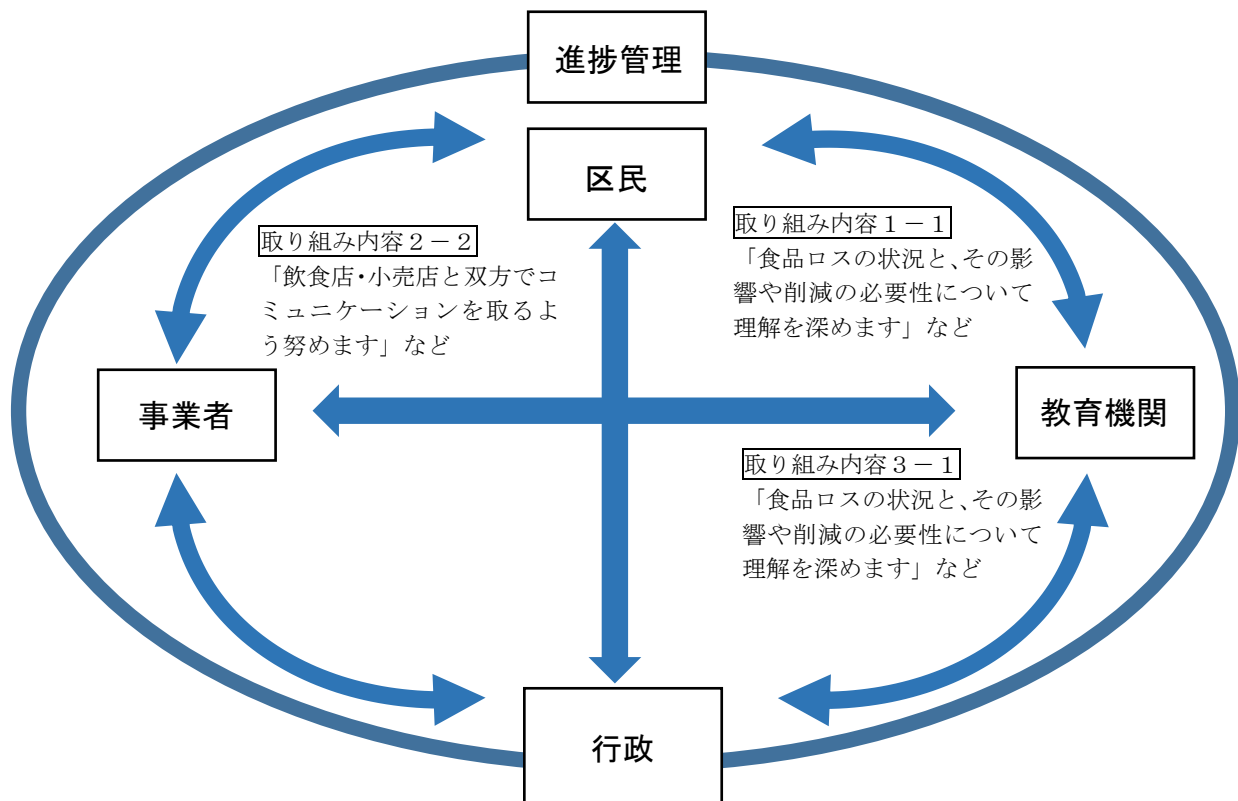 進捗管理
区民
取り組み内容2－2
「飲食店・小売店と双方でコ
ミュニケーションを取るよ
う努めます」など
取り組み内容1－1
「食品ロスの状況と、その影
響や削減の必要性について
理解を深めます」など
事業者
教育機関
取り組み内容3－1
「食品ロスの状況と、その影
響や削減の必要性について
理解を深めます」など
行政